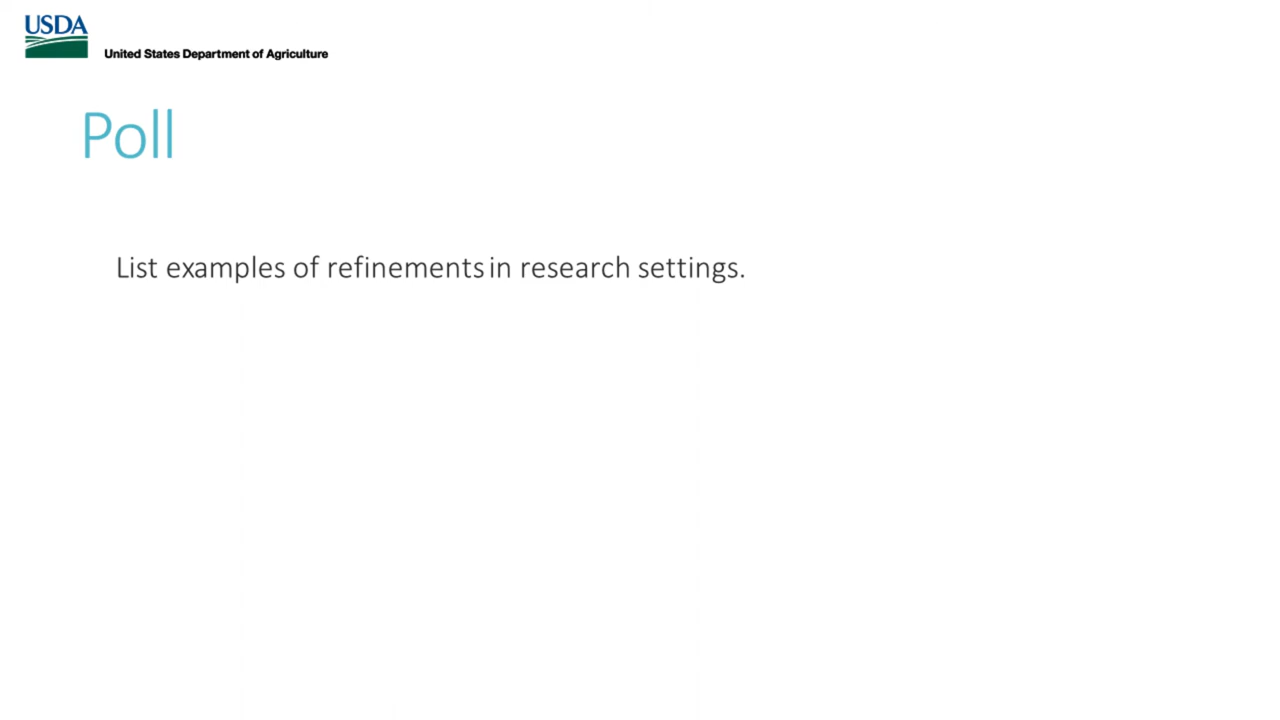 USDA
United States Department of Agriculture
Poll
List examples of refinements in research settings.